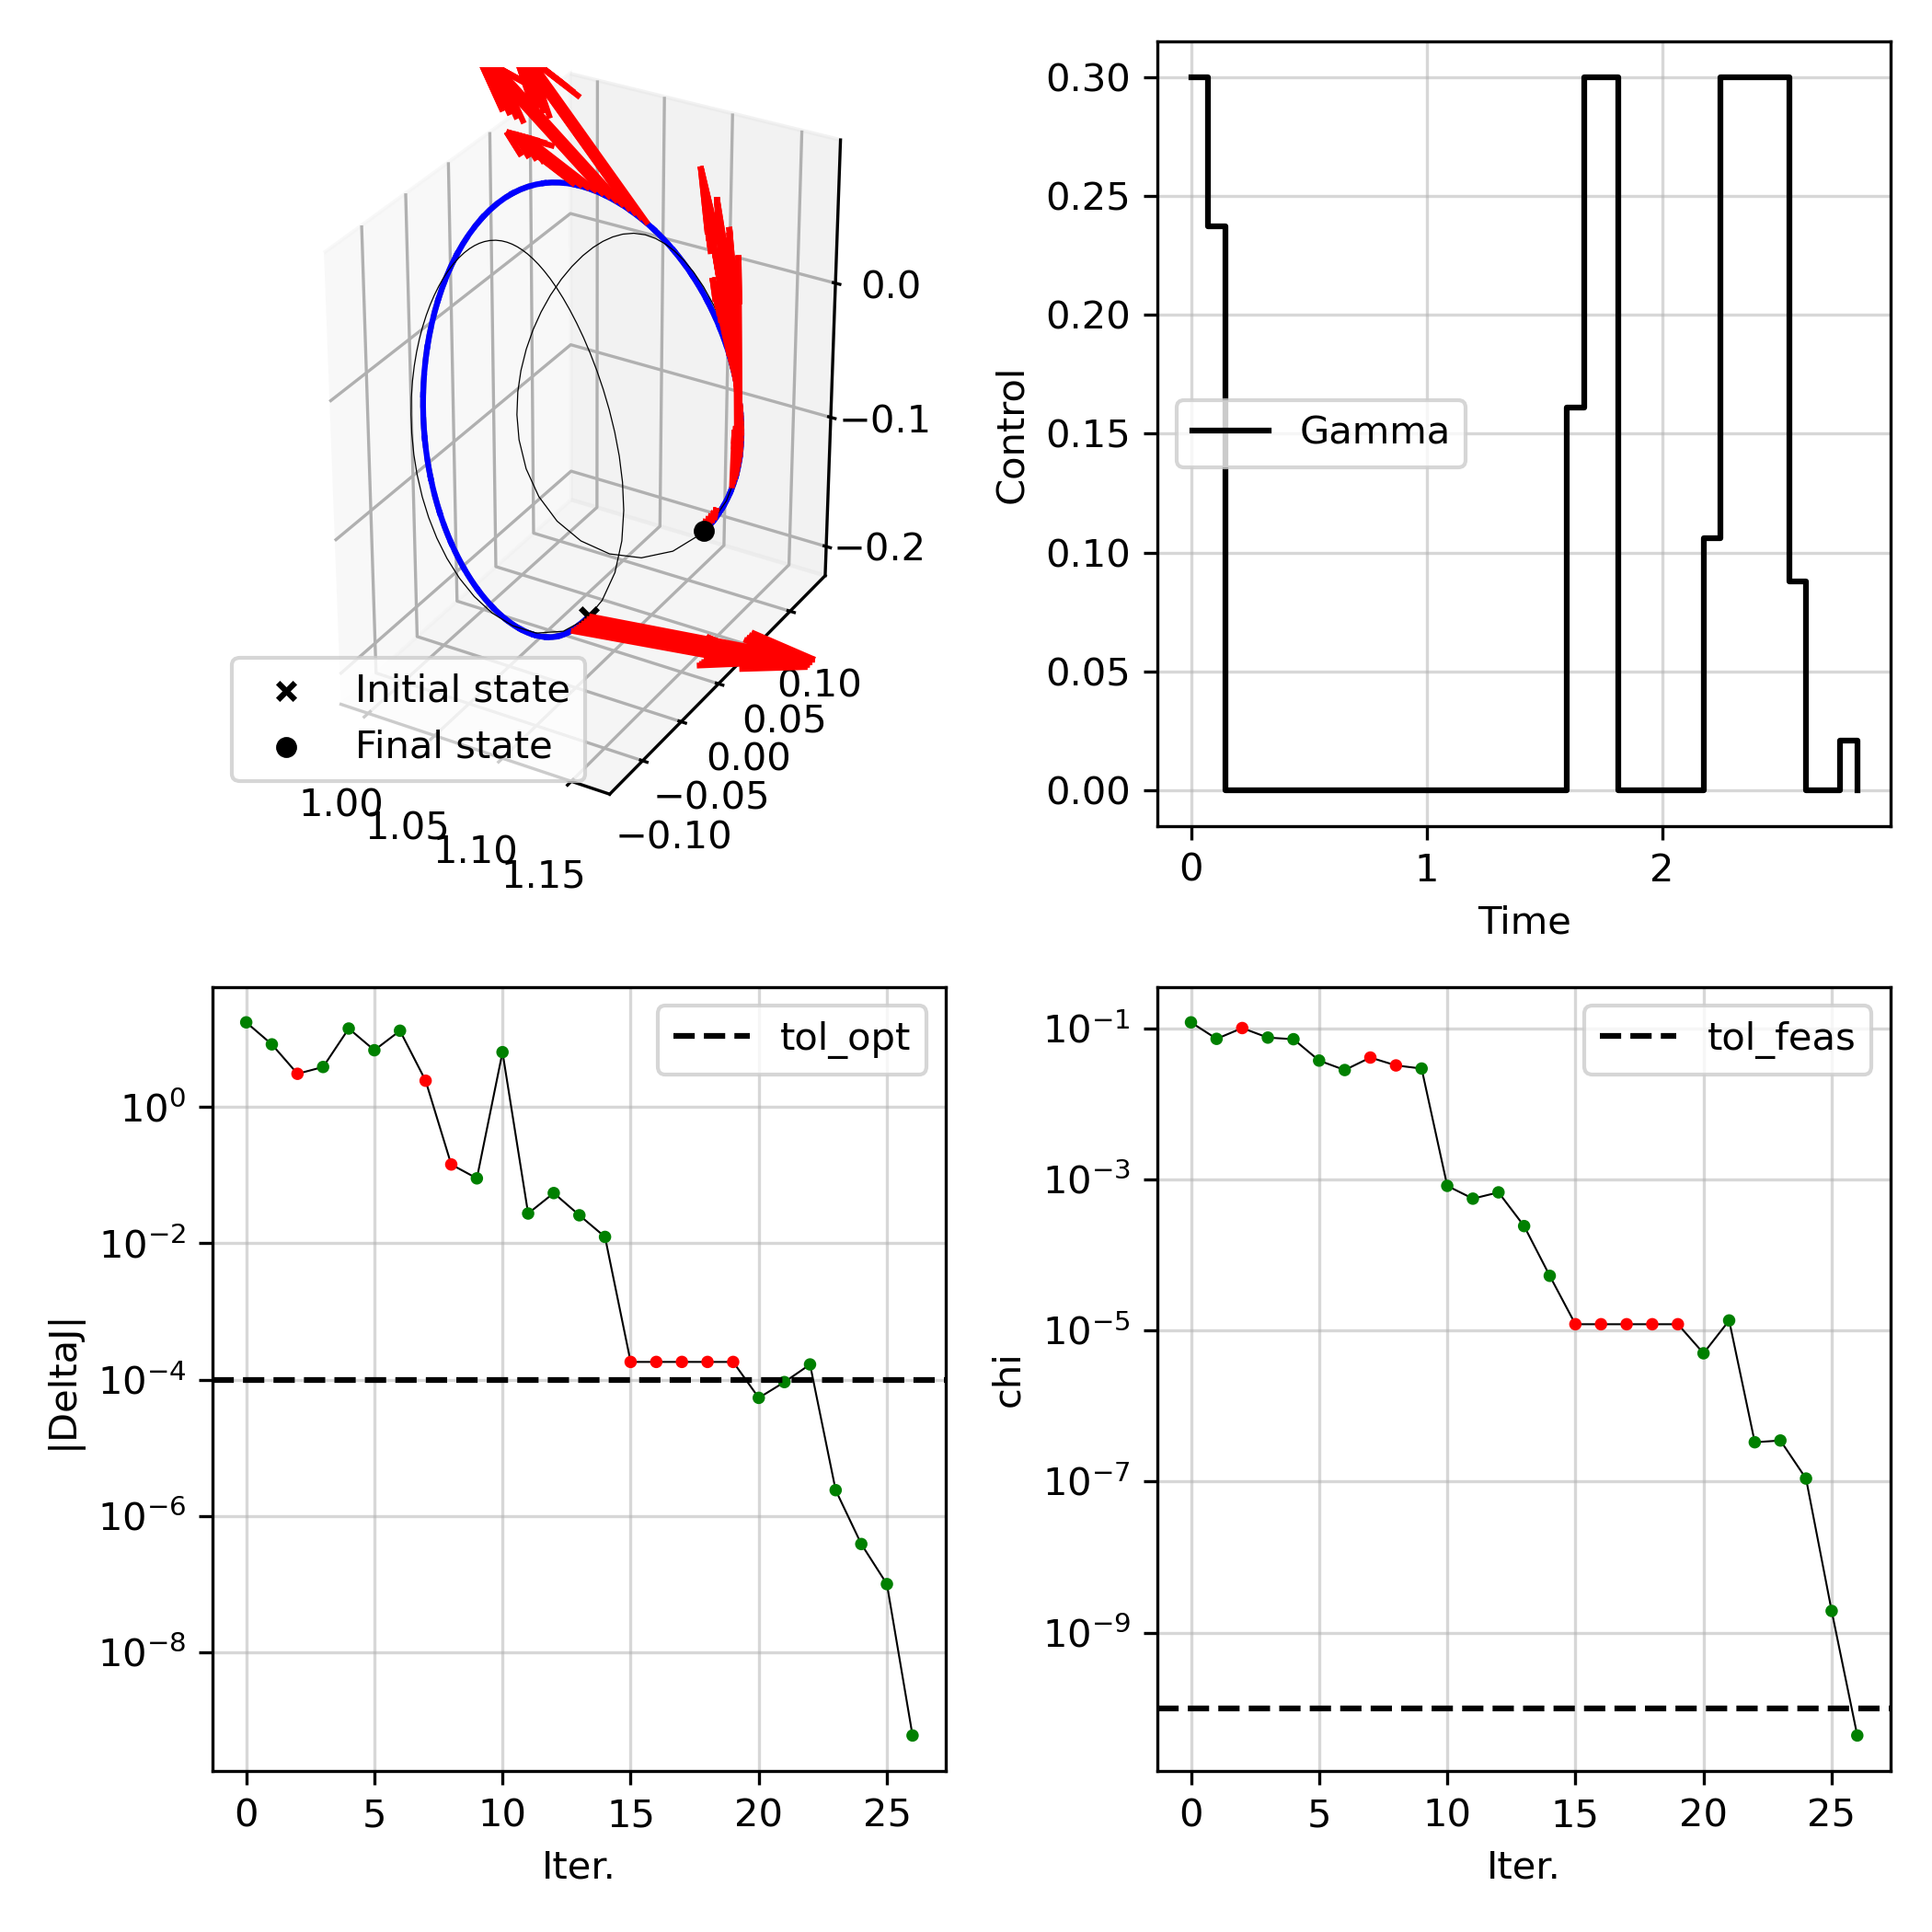 0.0
−0.1
−0.2
0.10
0.05
0.00
−0.05
−0.10
1.00
1.05
1.10
1.15
Initial state
Final state
0.30
0.25
0.20
0.15
0.10
0.05
0.00
Control
Gamma
0
1
2
Time
10⁰
10⁻²
10⁻⁴
10⁻⁶
10⁻⁸
|DeltaJ|
tol_opt
0 5 10 15 20 25
Iter.
10⁻¹
10⁻³
10⁻⁵
10⁻⁷
10⁻⁹
chi
tol_feas
0 5 10 15 20 25
Iter.